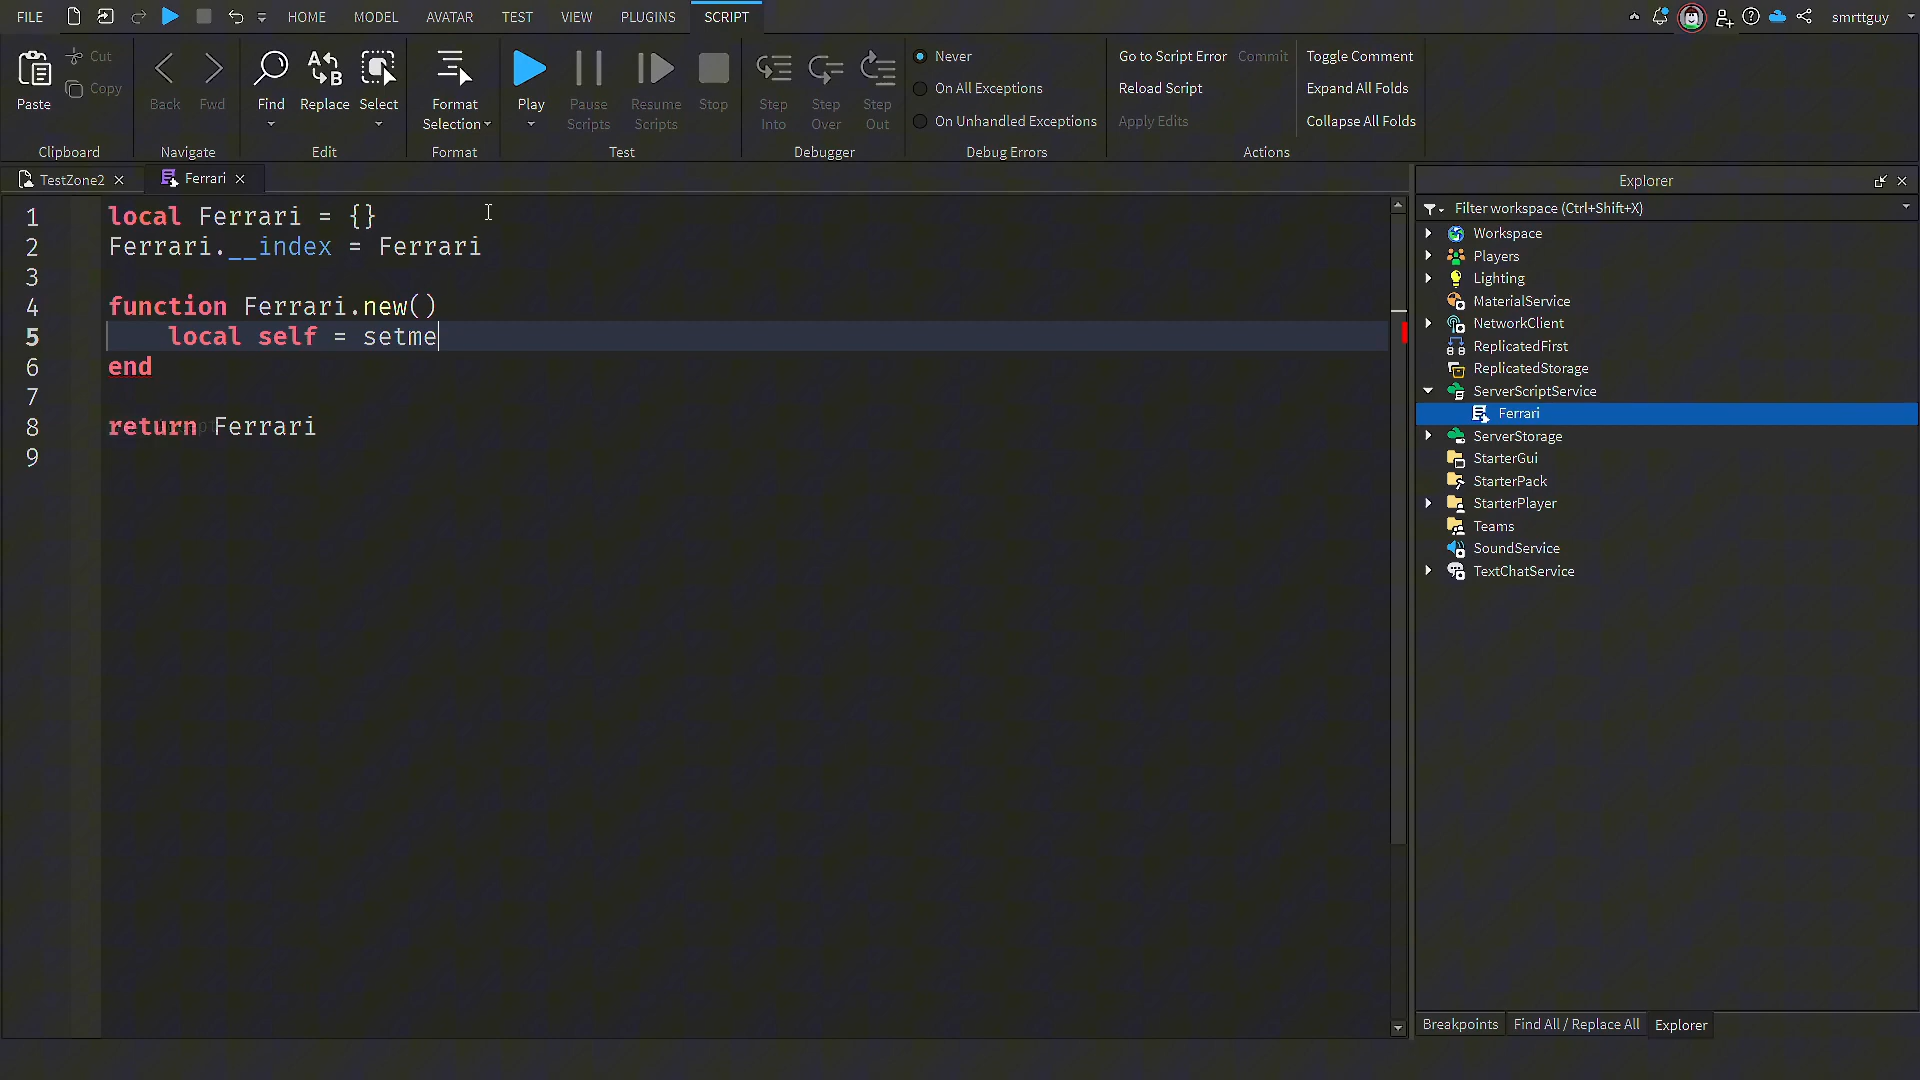 FILE HOME MODEL AVATAR TEST VIEW PLUGINS SCRIPT smrttguy
Paste Cut Copy Back Fwd Find Replace Select Format Selection Play Pause Scripts Resume Scripts Stop Step Into Step Over Step Out
Never
On All Exceptions
On Unhandled Exceptions
Go to Script Error Commit
Reload Script
Apply Edits
Toggle Comment
Expand All Folds
Collapse All Folds
Clipboard Navigate Edit Format Test Debugger Debug Errors Actions
TestZone2 Ferrari
1 local Ferrari = {}
2 Ferrari.__index = Ferrari
3
4 function Ferrari.new()
5 local self = setme
6 end
7
8 return Ferrari
9
Explorer
Filter workspace (Ctrl+Shift+X)
Workspace
Players
Lighting
MaterialService
NetworkClient
ReplicatedFirst
ReplicatedStorage
ServerScriptService
Ferrari
ServerStorage
StarterGui
StarterPack
StarterPlayer
Teams
SoundService
TextChatService
Breakpoints Find All / Replace All Explorer